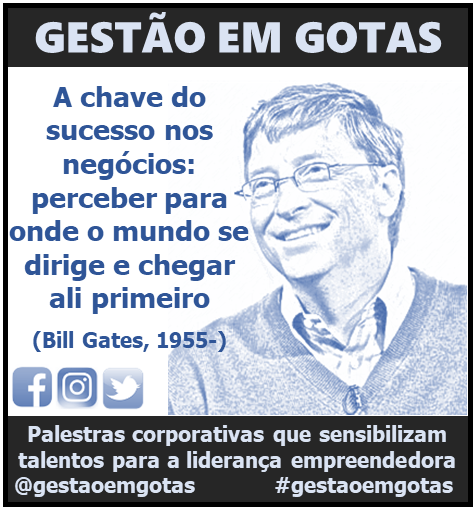 GESTÃO EM GOTAS
A chave do
sucesso nos
negócios:
perceber para
onde o mundo se
dirige e chegar
ali primeiro
(Bill Gates, 1955-)
Palestras corporativas que sensibilizam
talentos para a liderança empreendedora
@gestaoemgotas #gestaoemgotas